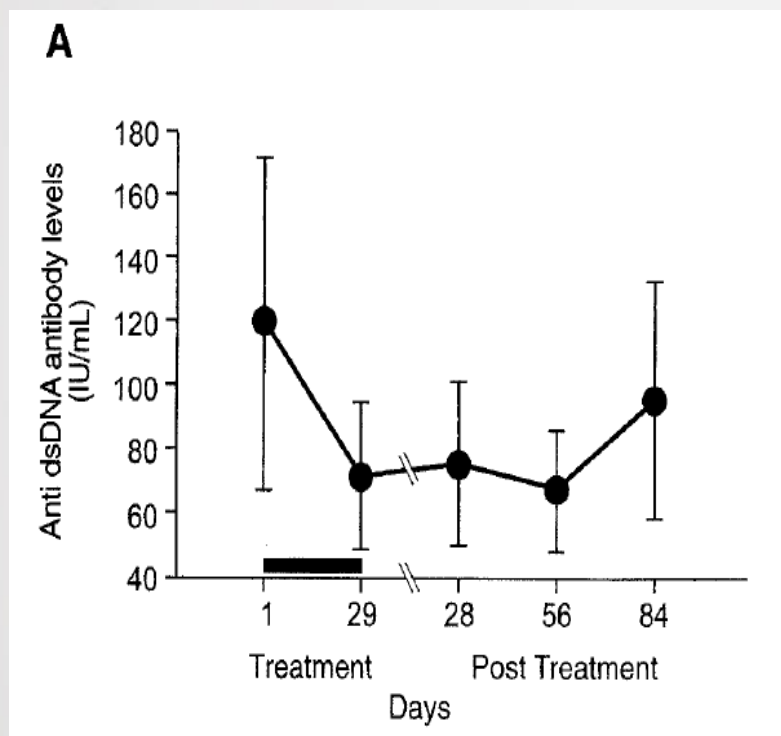 A
180
160
140
120
100
80
60
40
Anti dsDNA antibody levels
(IU/mL)
1 29 28 56 84
Treatment Post Treatment
Days